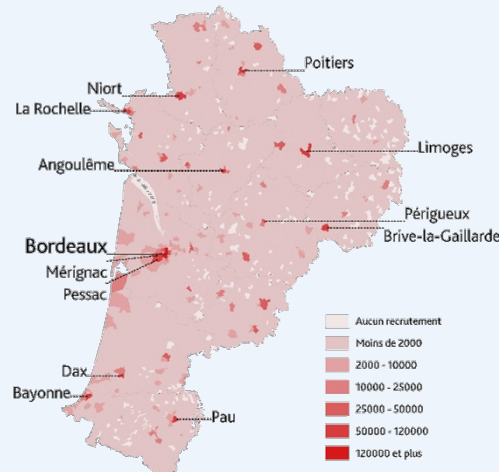 Poitiers
Niort
La Rochelle
Limoges
Angoulême
Périgueux
Brive-la-Gaillarde
Bordeaux
Mérignac
Pessac
Dax
Bayonne
Pau
Aucun recrutement
Moins de 2000
2000 - 10000
10000 - 25000
25000 - 50000
50000 - 120000
120000 et plus